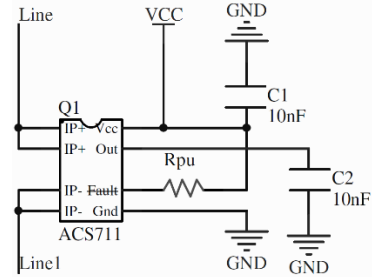 Line
VCC
GND
C1
10nF
Q1
IP+ Vcc
IP+ Out
IP- Fault
IP- Gnd
ACS711
Rpu
C2
10nF
Line1
GND
GND